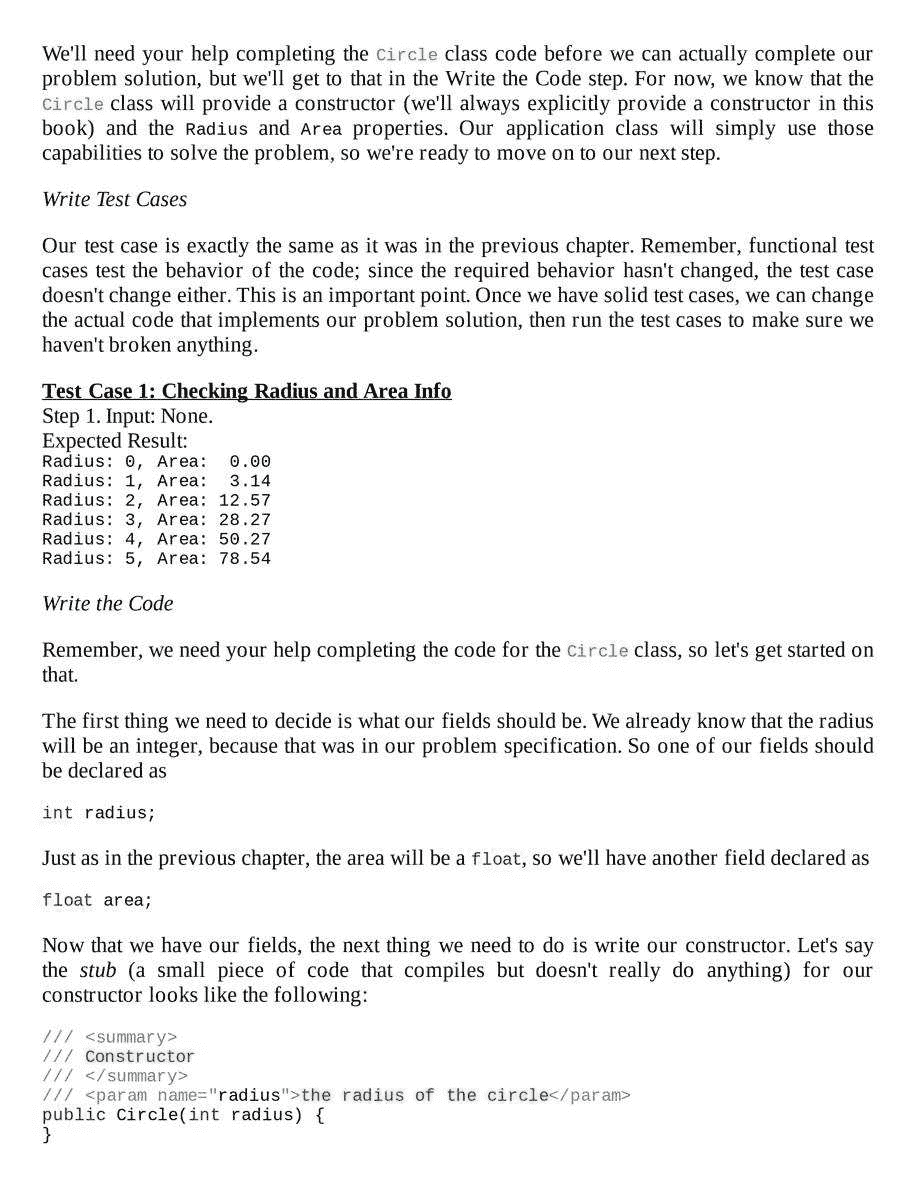 We'll need your help completing the Circle class code before we can actually complete our
problem solution, but we'll get to that in the Write the Code step. For now, we know that the
Circle class will provide a constructor (we'll always explicitly provide a constructor in this
book) and the Radius and Area properties. Our application class will simply use those
capabilities to solve the problem, so we're ready to move on to our next step.
Write Test Cases
Our test case is exactly the same as it was in the previous chapter. Remember, functional test
cases test the behavior of the code; since the required behavior hasn't changed, the test case
doesn't change either. This is an important point. Once we have solid test cases, we can change
the actual code that implements our problem solution, then run the test cases to make sure we
haven't broken anything.
Test Case 1: Checking Radius and Area Info
Step 1. Input: None.
Expected Result:
Radius: 0, Area:  0.00
Radius: 1, Area:  3.14
Radius: 2, Area: 12.57
Radius: 3, Area: 28.27
Radius: 4, Area: 50.27
Radius: 5, Area: 78.54
Write the Code
Remember, we need your help completing the code for the Circle class, so let's get started on
that.
The first thing we need to decide is what our fields should be. We already know that the radius
will be an integer, because that was in our problem specification. So one of our fields should
be declared as
int radius;
Just as in the previous chapter, the area will be a float, so we'll have another field declared as
float area;
Now that we have our fields, the next thing we need to do is write our constructor. Let's say
the stub (a small piece of code that compiles but doesn't really do anything) for our
constructor looks like the following:
/// <summary>
/// Constructor
/// </summary>
/// <param name="radius">the radius of the circle</param>
public Circle(int radius) {
}